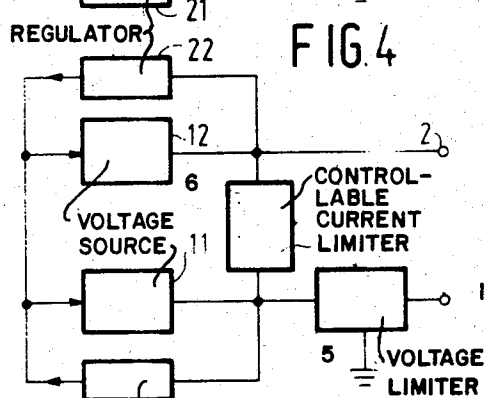 21
REGULATOR
22
FIG. 4
12
2
6
CONTROL-
LABLE
CURRENT
LIMITER
VOLTAGE
SOURCE
11
1
5
VOLTAGE
LIMITER